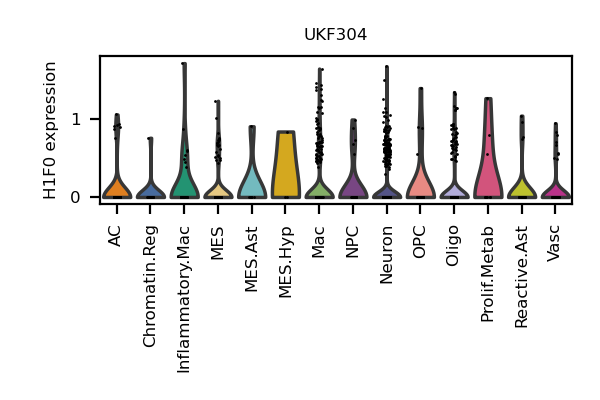 UKF304
H1F0 expression
1
0
AC
Chromatin.Reg
Inflammatory.Mac
MES
MES.Ast
MES.Hyp
Mac
NPC
Neuron
OPC
Oligo
Prolif.Metab
Reactive.Ast
Vasc